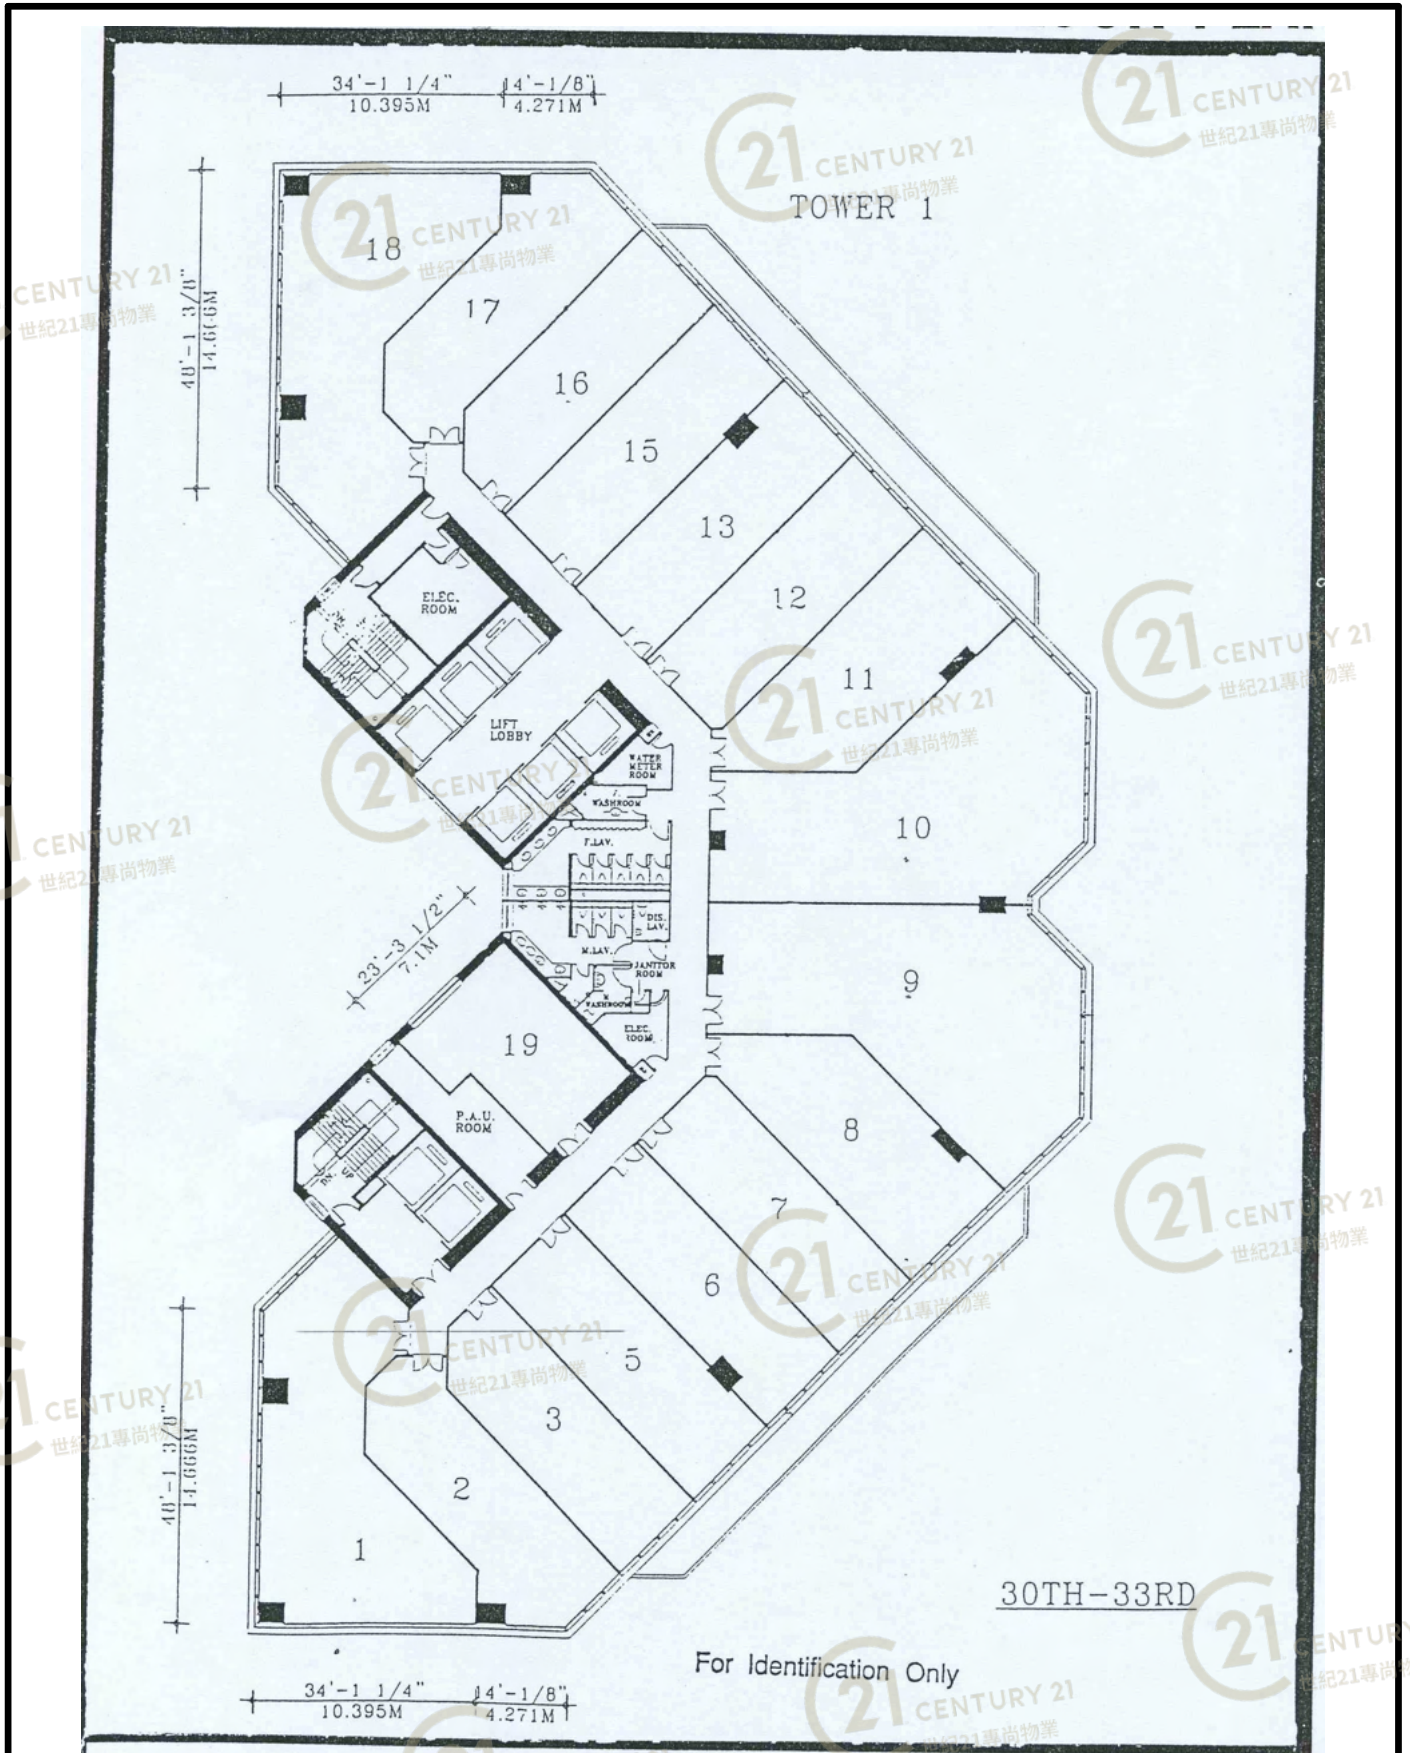 34'-1 1/4"
10.395M
14'-1/8"
4.271M
TOWER 1
48'-1 3/8"
14.666M
18
17
16
15
13
12
11
10
9
8
7
6
5
3
2
1
19
ELEC.
ROOM
LIFT
LOBBY
WATER
METER
ROOM
WASHROOM
F.LAV.
DIS.
LAV.
M.LAV.
JANITOR
ROOM
M
WASHROOM
ELEC.
ROOM
P.A.U.
ROOM
DN.
23'-3 1/2"
7.1M
48'-1 3/8"
14.666M
34'-1 1/4"
10.395M
14'-1/8"
4.271M
30TH-33RD
For Identification Only
21 CENTURY 21
世紀21專尚物業